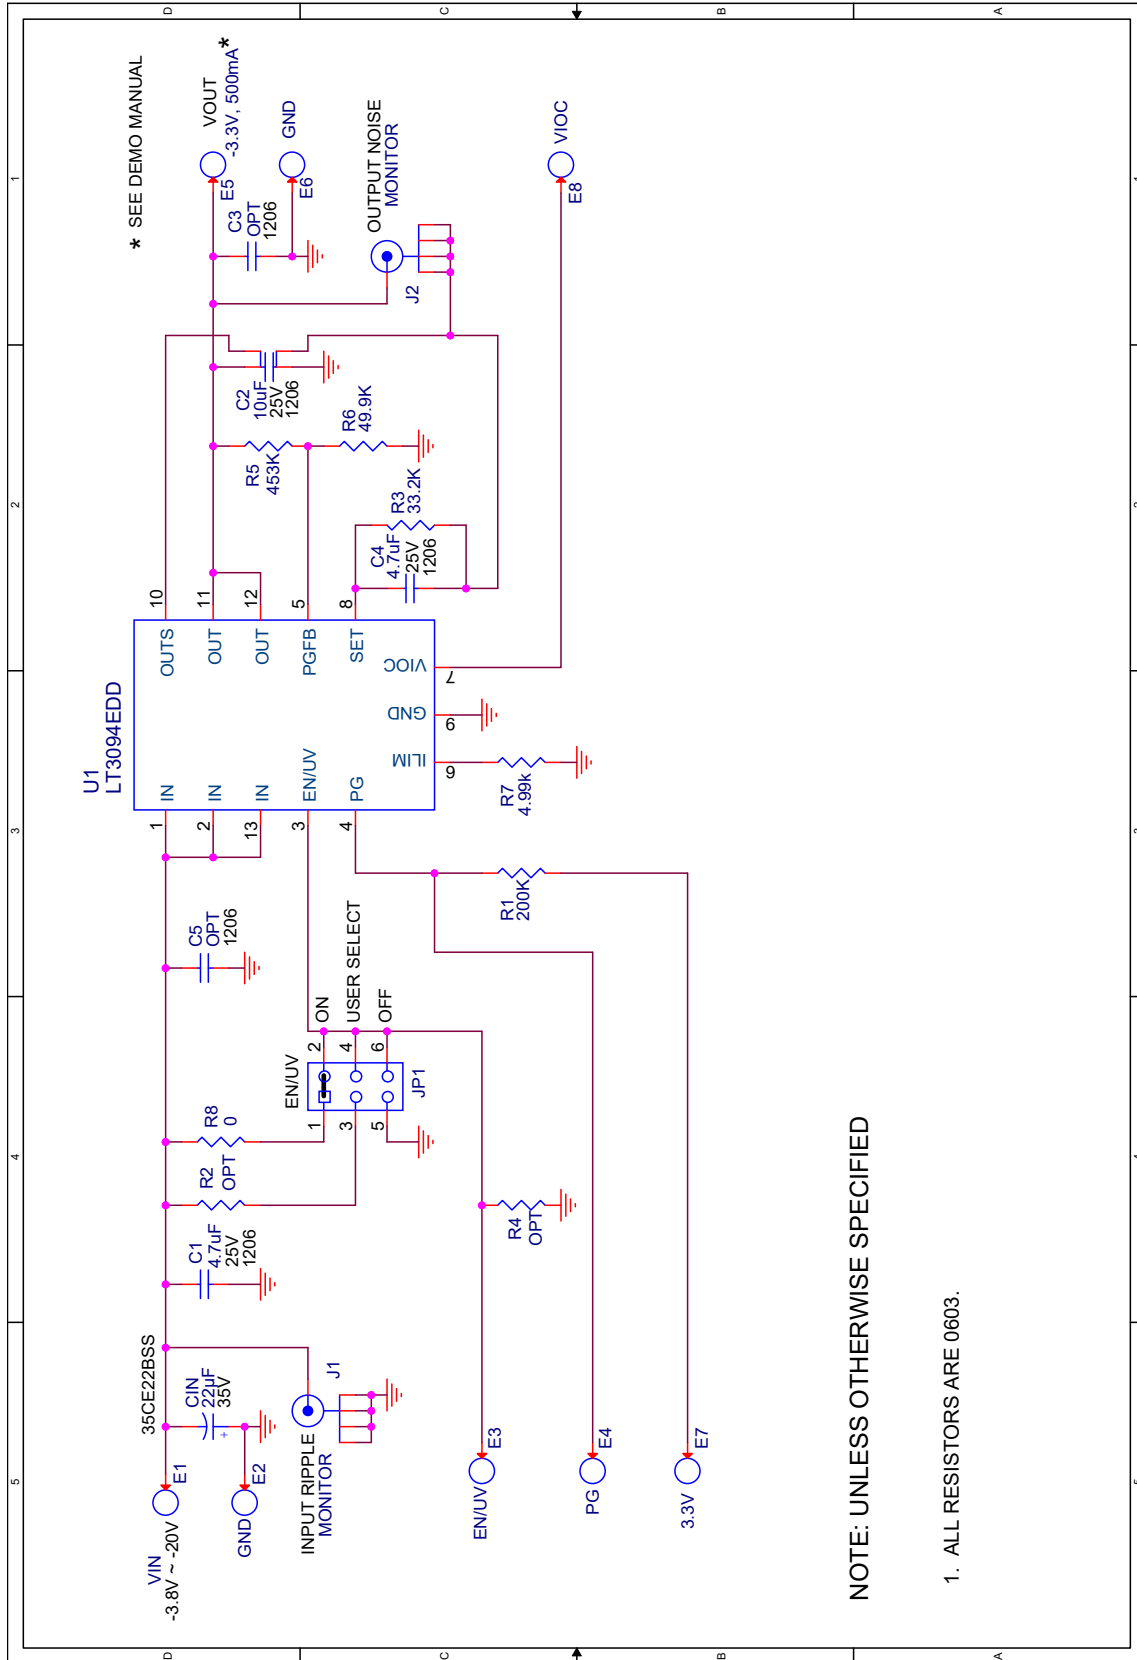 D
C
B
A
5
4
3
2
1
VIN
-3.8V ~ -20V
E1
GND
E2
35CE22BSS
CIN
22µF
35V
+
INPUT RIPPLE
MONITOR
J1
C1
4.7uF
25V
1206
R2
OPT
R8
0
EN/UV
1
3
5
2
4
6
ON
USER SELECT
OFF
JP1
C5
OPT
1206
R4
OPT
EN/UV
E3
PG
E4
3.3V
E7
R1
200K
U1
LT3094EDD
1
IN
2
IN
13
IN
3
EN/UV
4
PG
ILIM
6
GND
9
VIOC
7
OUTS
10
OUT
11
OUT
12
PGFB
5
SET
8
R7
4.99k
C4
4.7uF
25V
1206
R3
33.2K
R5
453K
R6
49.9K
C2
10uF
25V
1206
C3
OPT
1206
* SEE DEMO MANUAL
VOUT
-3.3V, 500mA *
E5
GND
E6
OUTPUT NOISE
MONITOR
J2
VIOC
E8
NOTE: UNLESS OTHERWISE SPECIFIED
1. ALL RESISTORS ARE 0603.
D
C
B
A
5
4
3
2
1